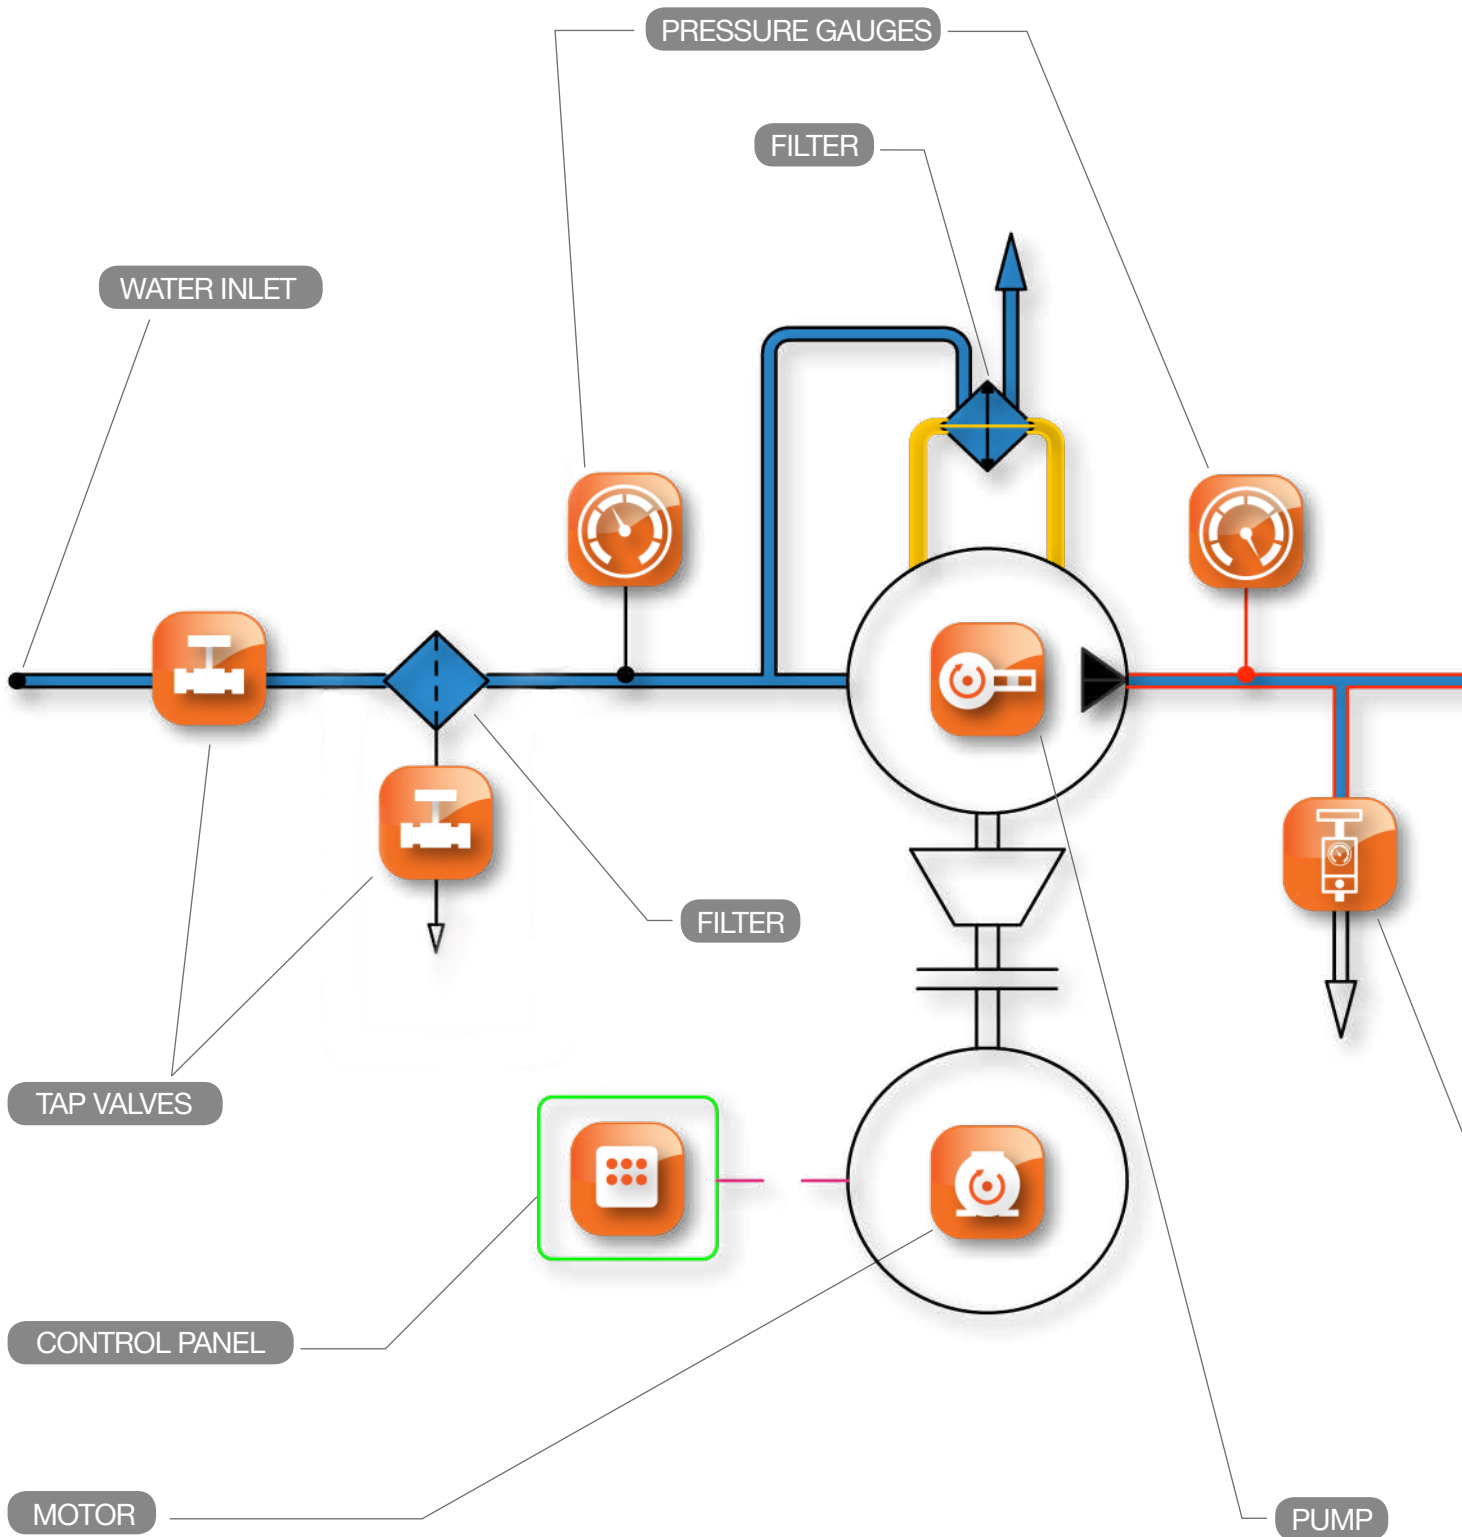 PRESSURE GAUGES
FILTER
WATER INLET
FILTER
TAP VALVES
CONTROL PANEL
MOTOR
PUMP